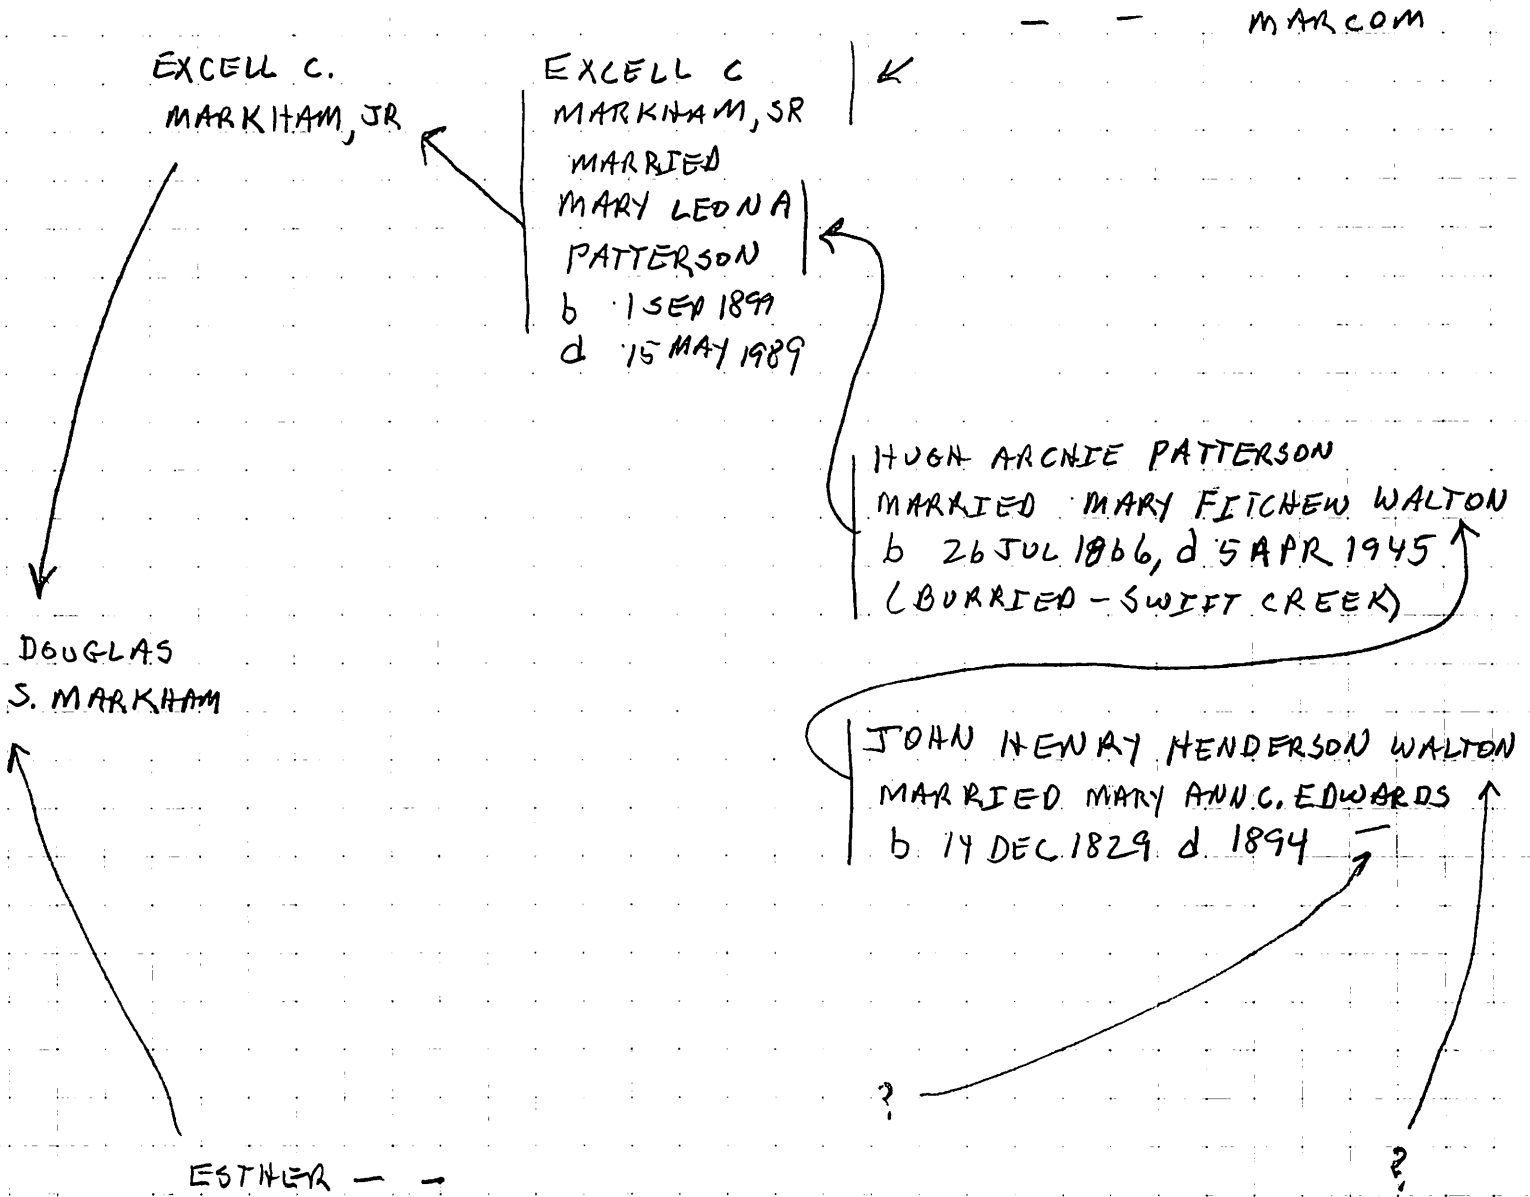 — — MARCOM
EXCELL C.
MARKHAM, JR
EXCELL C
MARKHAM, SR
MARRIED
MARY LEONA
PATTERSON
b 1 SEP 1899
d 15 MAY 1989
HUGH ARCHIE PATTERSON
MARRIED MARY FITCHEW WALTON
b 26 JUL 1866, d 5 APR 1945
(BURRIED - SWIFT CREEK)
DOUGLAS
S. MARKHAM
JOHN HENRY HENDERSON WALTON
MARRIED MARY ANN C. EDWARDS
b 14 DEC 1829 d 1894 —
?
?
ESTHER — —